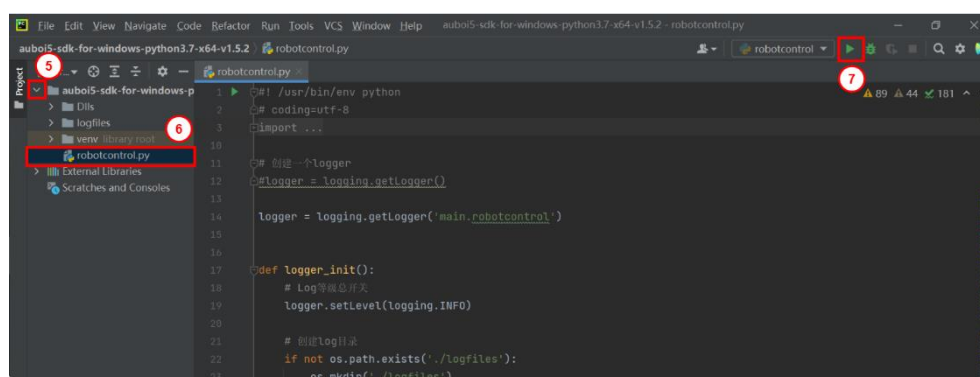 PC File Edit View Navigate Code Refactor Run Tools VCS Window Help auboi5-sdk-for-windows-python3.7-x64-v1.5.2 - robotcontrol.py
auboi5-sdk-for-windows-python3.7-x64-v1.5.2 robotcontrol.py robotcontrol
5
7
Project
robotcontrol.py
auboi5-sdk-for-windows-p
89 44 181
Dlls
logfiles
6
venv library root
robotcontrol.py
External Libraries
Scratches and Consoles
1 #! /usr/bin/env python
2 # coding=utf-8
3 import ...
10
11 # 创建一个logger
12 #logger = logging.getLogger()
13
14 logger = logging.getLogger('main.robotcontrol')
15
16
17 def logger_init():
18 # Log等级总开关
19 logger.setLevel(logging.INFO)
20
21 # 创建log目录
22 if not os.path.exists('./logfiles'):
23 os.mkdir('./logfiles')